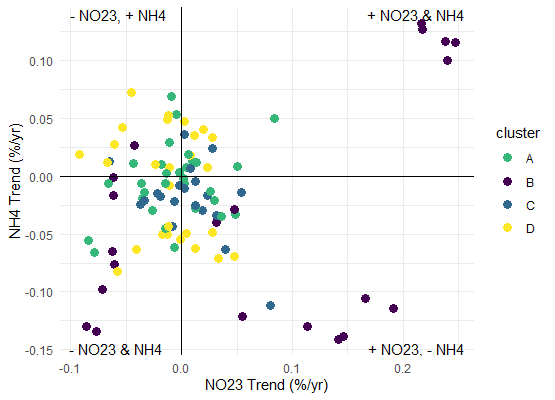 - NO23, + NH4
+ NO23 & NH4
0.10
0.05
0.00
-0.05
-0.10
-0.15
NH4 Trend (%/yr)
- NO23 & NH4
+ NO23, - NH4
-0.1
0.0
0.1
0.2
NO23 Trend (%/yr)
cluster
A
B
C
D